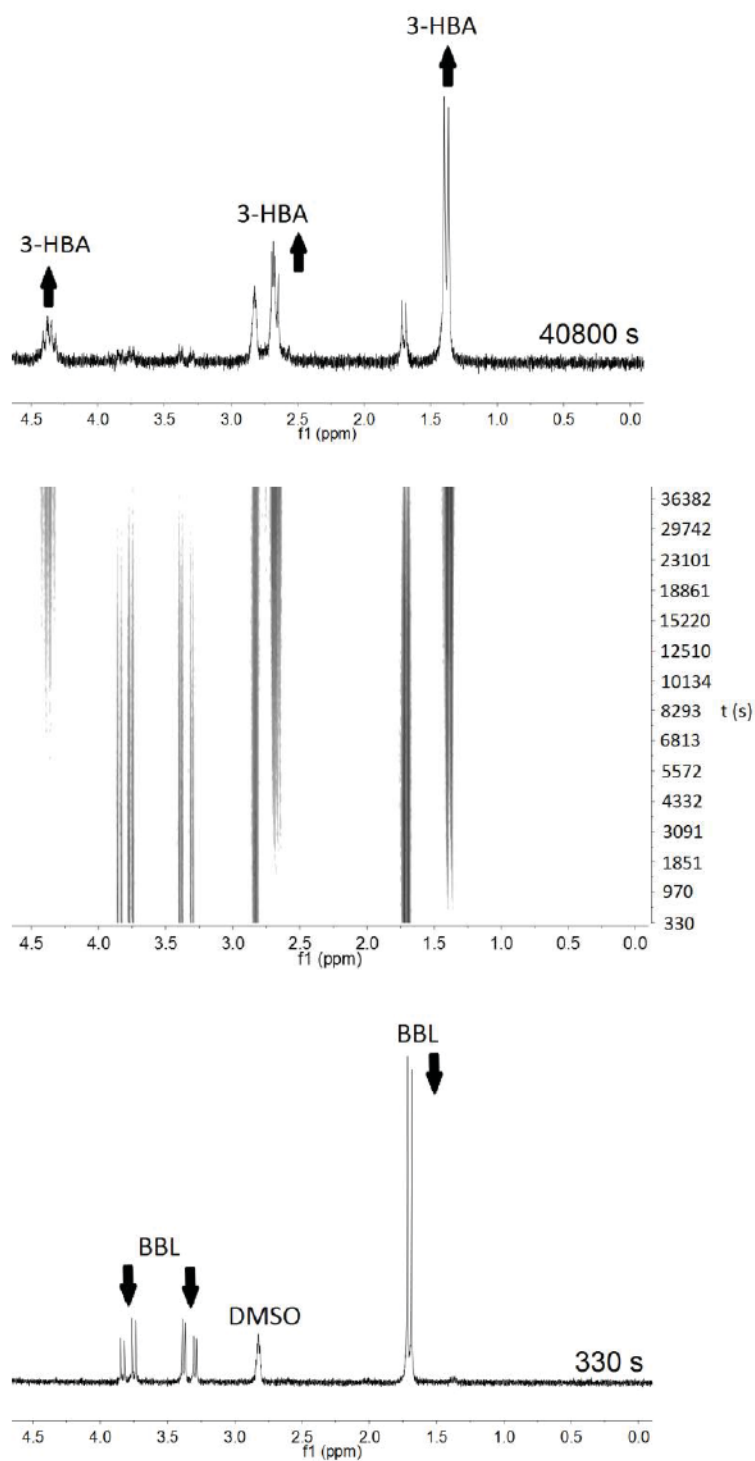 3-HBA
3-HBA
3-HBA
40800 s
4.5 4.0 3.5 3.0 2.5 2.0 1.5 1.0 0.5 0.0
f1 (ppm)
36382
29742
23101
18861
15220
12510
10134
8293 t (s)
6813
5572
4332
3091
1851
970
330
4.5 4.0 3.5 3.0 2.5 2.0 1.5 1.0 0.5 0.0
f1 (ppm)
BBL
BBL
DMSO
330 s
4.5 4.0 3.5 3.0 2.5 2.0 1.5 1.0 0.5 0.0
f1 (ppm)